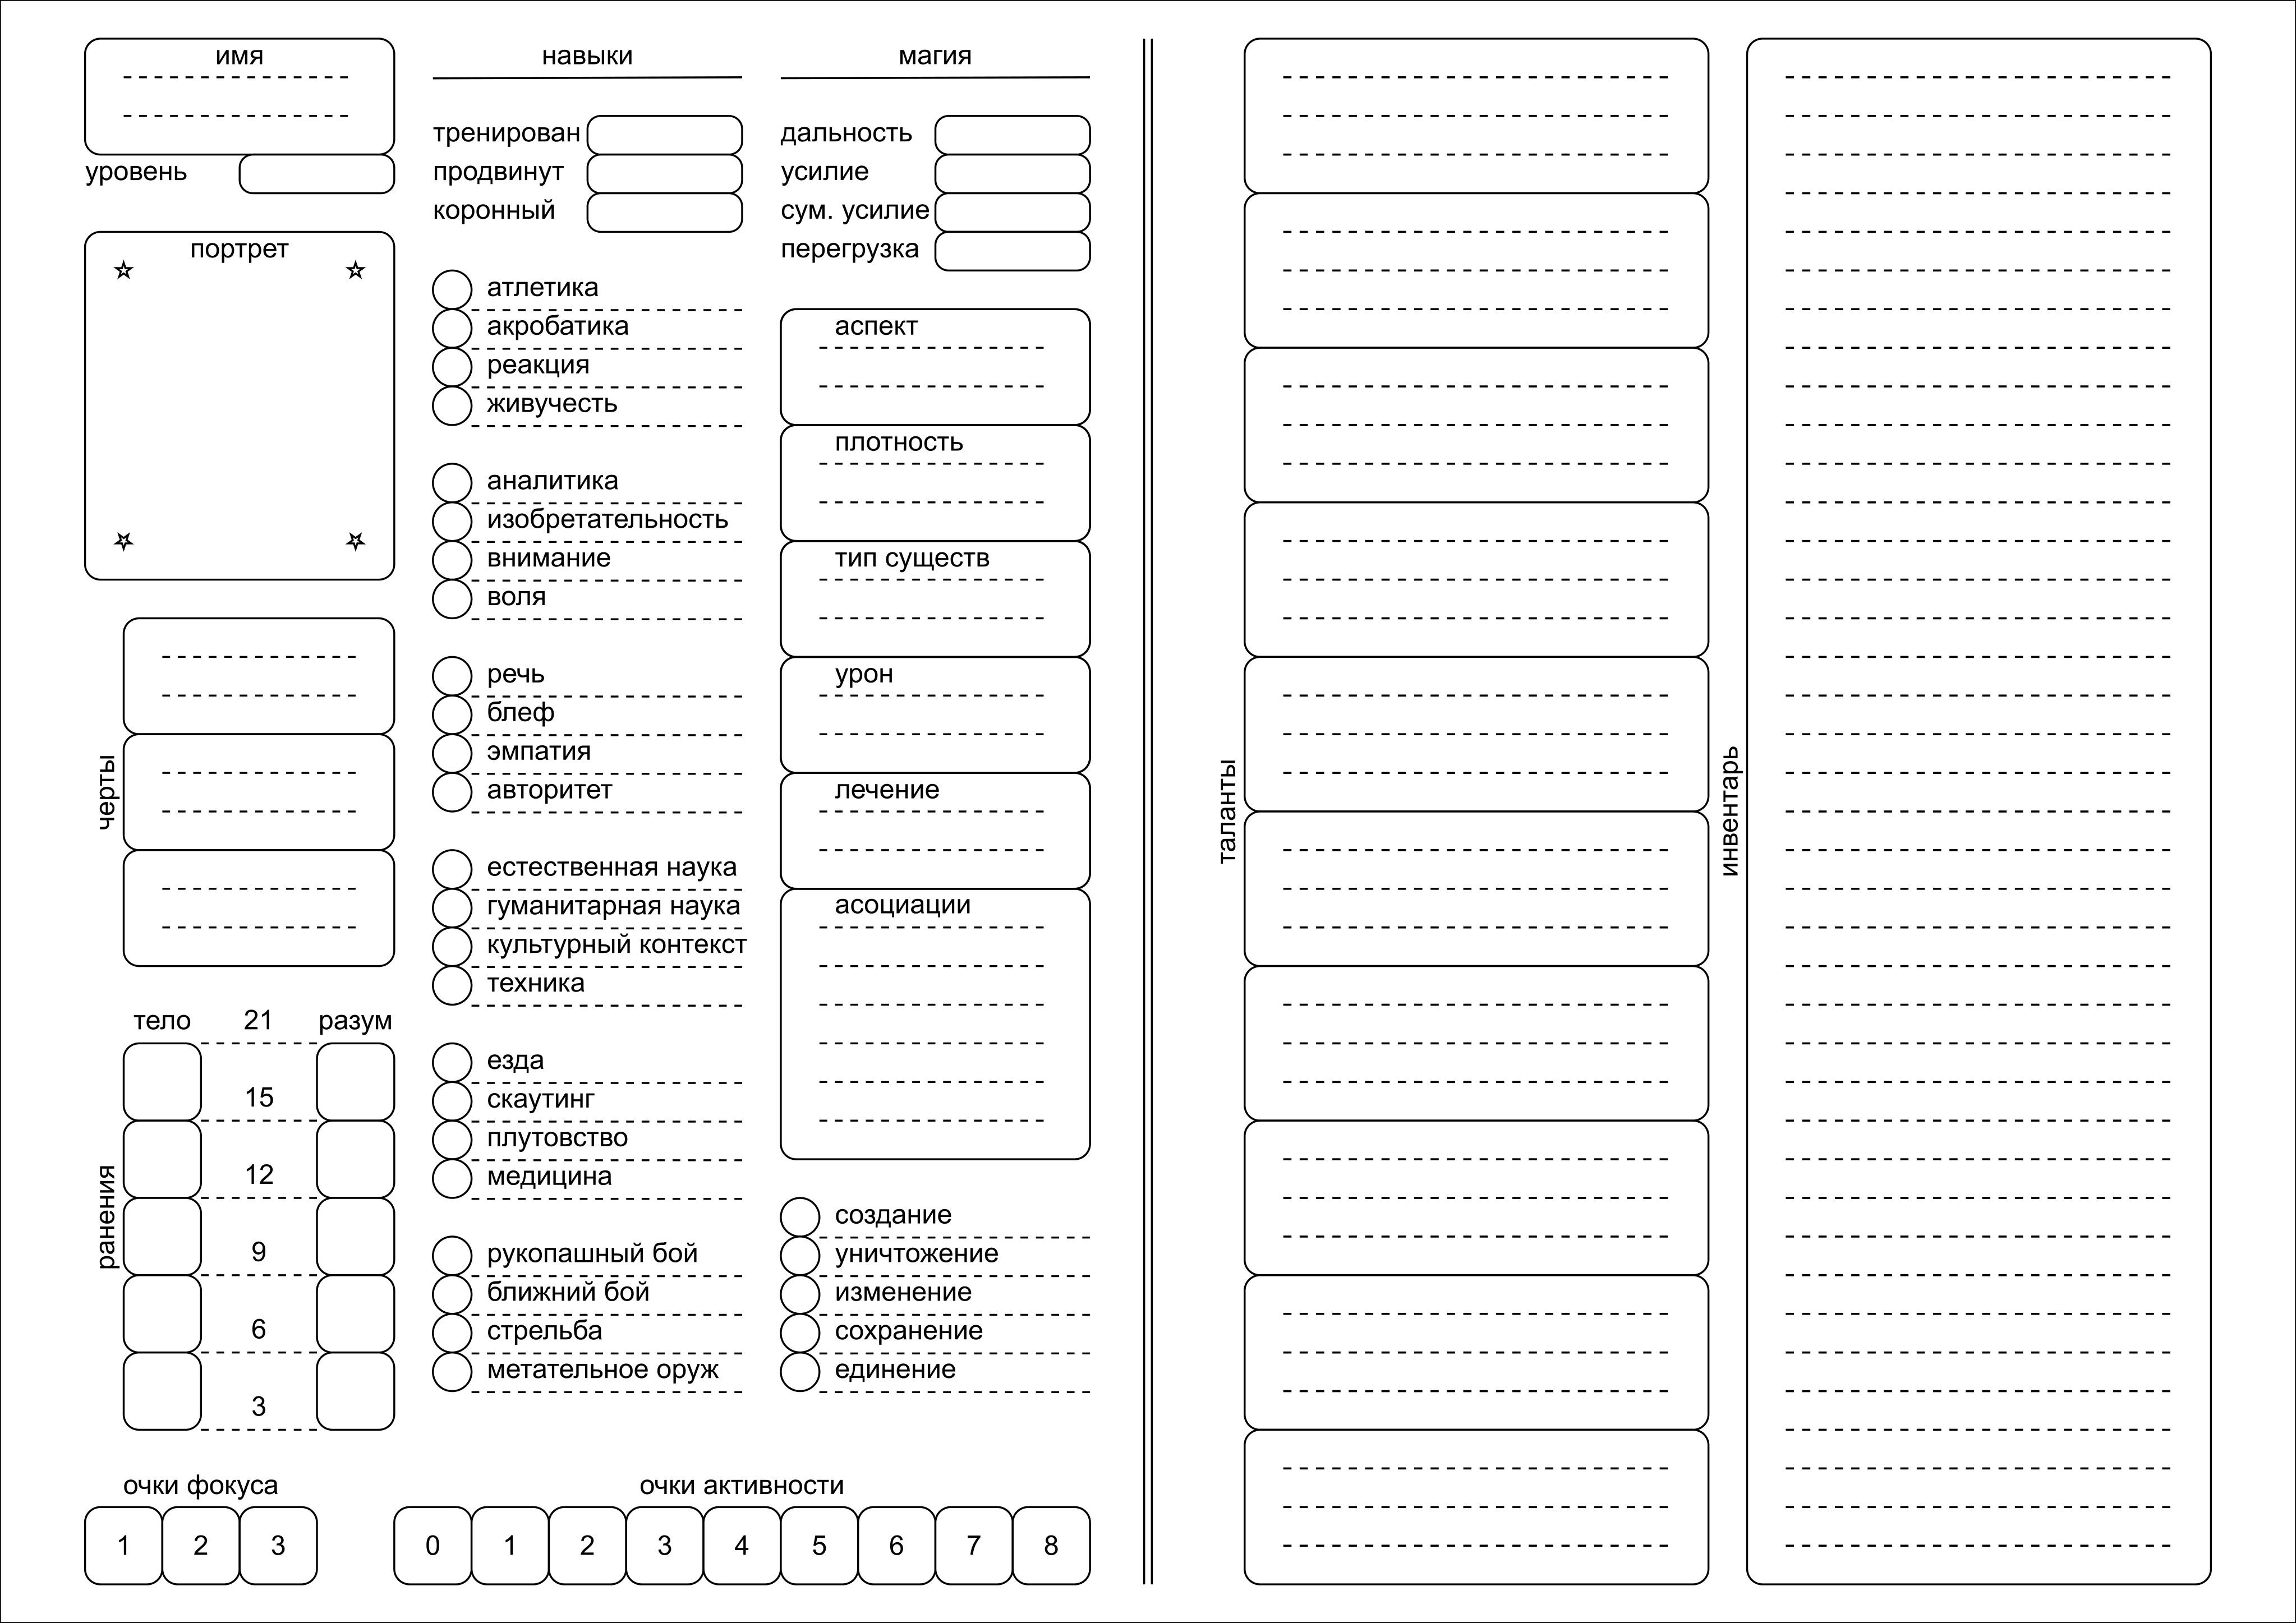 имя
уровень
портрет
черты
тело 21 разум
15
12
9
6
3
ранения
очки фокуса
1 2 3
навыки
тренирован
продвинут
коронный
атлетика
акробатика
реакция
живучесть
аналитика
изобретательность
внимание
воля
речь
блеф
эмпатия
авторитет
естественная наука
гуманитарная наука
культурный контекст
техника
езда
скаутинг
плутовство
медицина
рукопашный бой
ближний бой
стрельба
метательное оруж
магия
дальность
усилие
сум. усилие
перегрузка
аспект
плотность
тип существ
урон
лечение
асоциации
создание
уничтожение
изменение
сохранение
единение
очки активности
0 1 2 3 4 5 6 7 8
таланты
инвентарь